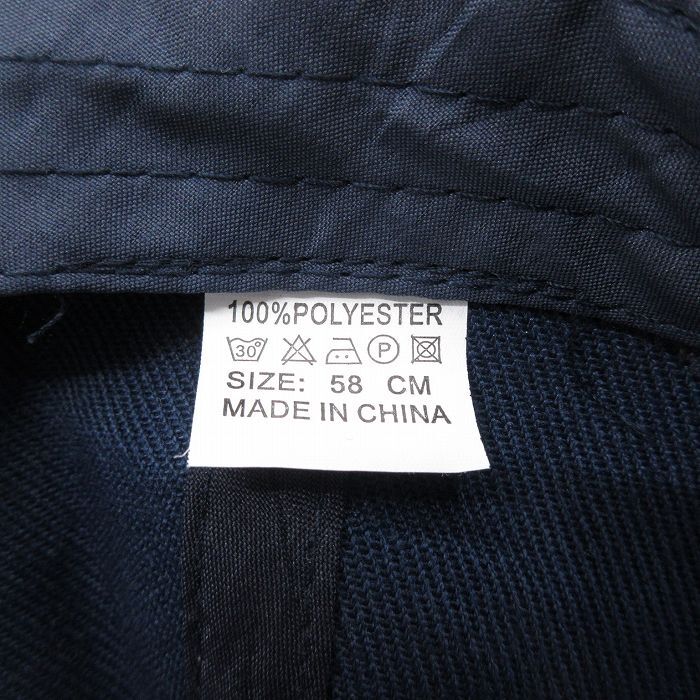 100%POLYESTER
30° P
SIZE: 58 CM
MADE IN CHINA